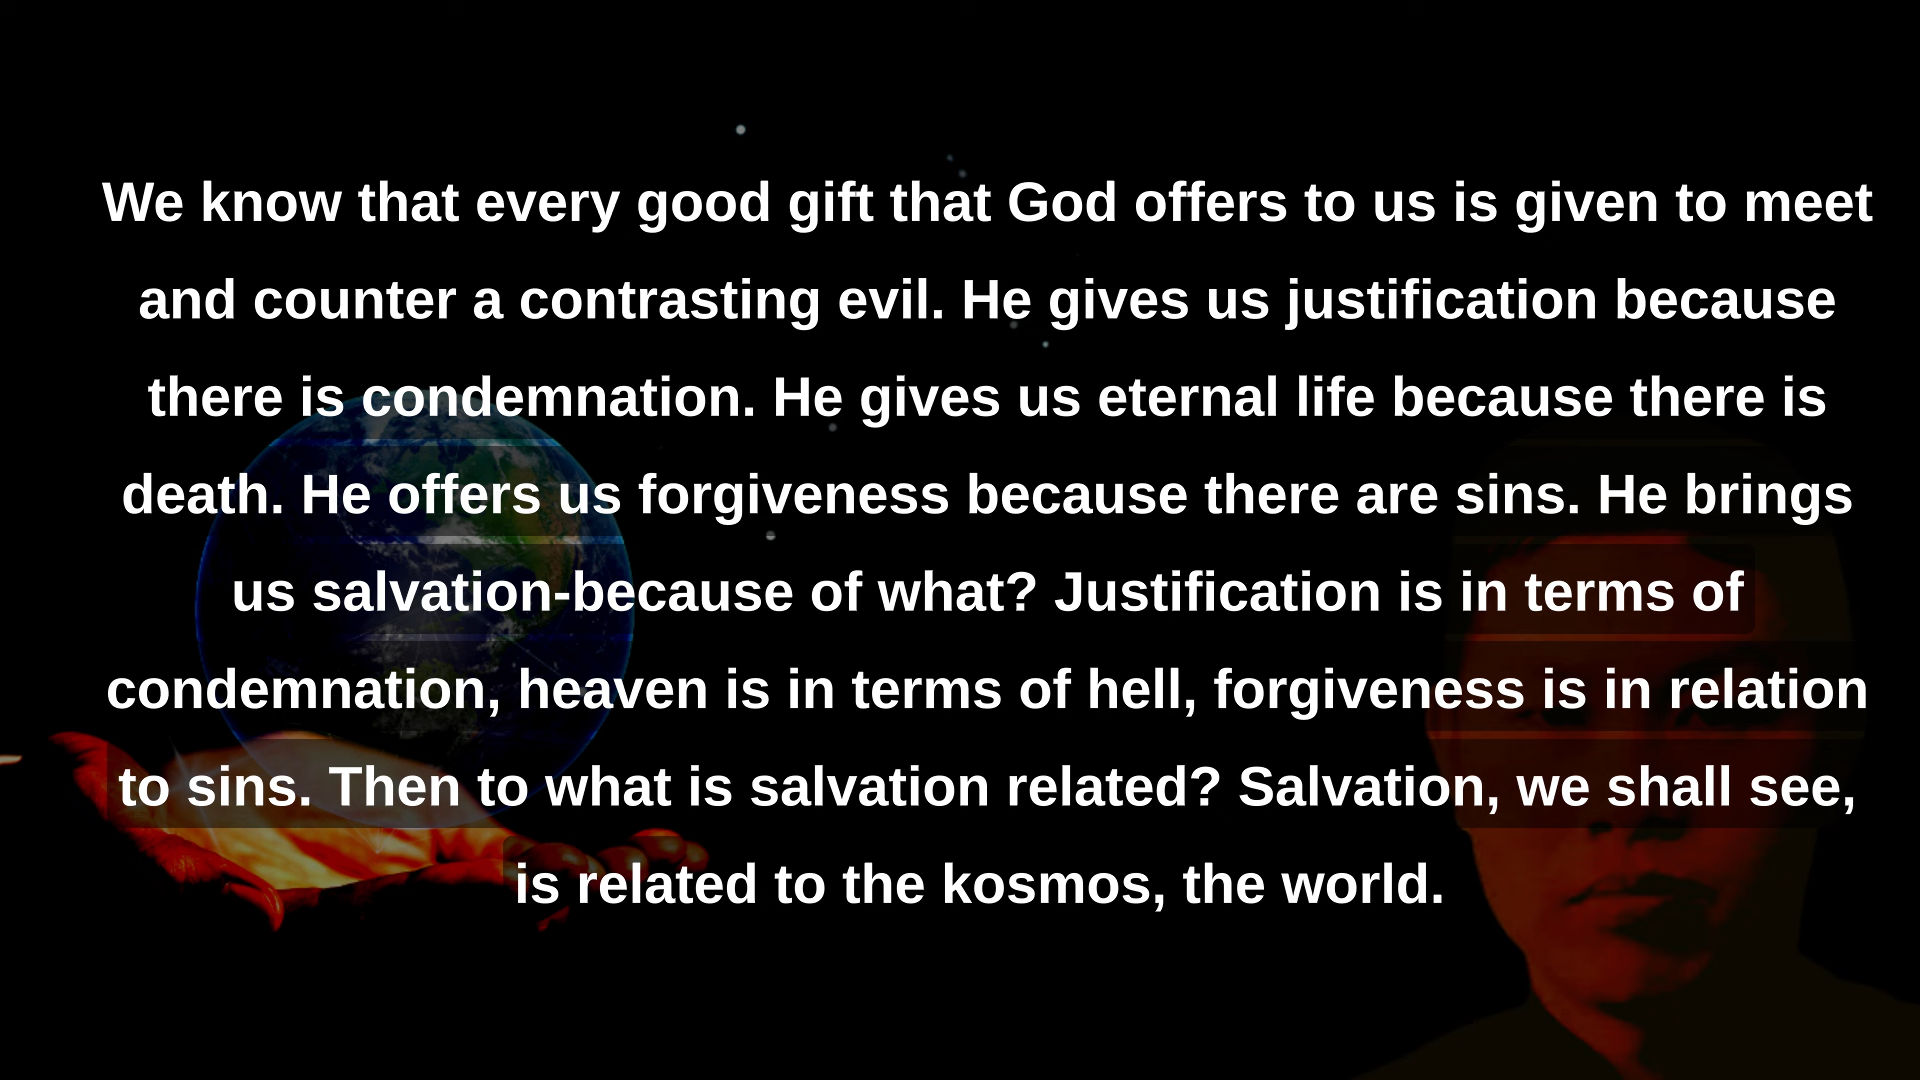 We know that every good gift that God offers to us is given to meet
and counter a contrasting evil. He gives us justification because
there is condemnation. He gives us eternal life because there is
death. He offers us forgiveness because there are sins. He brings
us salvation-because of what? Justification is in terms of
condemnation, heaven is in terms of hell, forgiveness is in relation
to sins. Then to what is salvation related? Salvation, we shall see,
is related to the kosmos, the world.